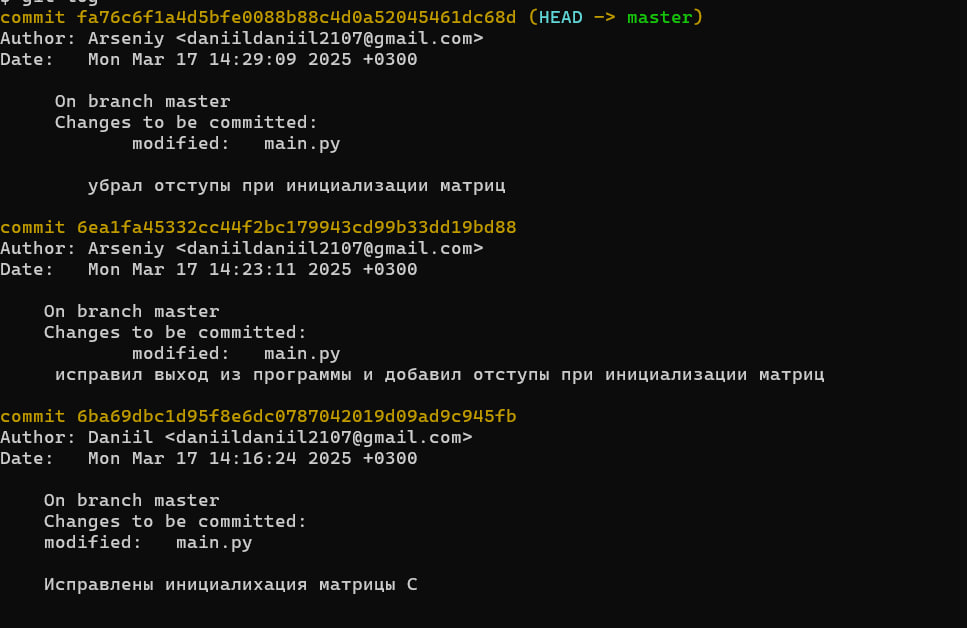 $ git log
commit fa76c6f1a4d5bfe0088b88c4d0a52045461dc68d (HEAD -> master)
Author: Arseniy <daniildaniil2107@gmail.com>
Date:   Mon Mar 17 14:29:09 2025 +0300
On branch master
Changes to be committed:
modified:   main.py
убрал отступы при инициализации матриц
commit 6ea1fa45332cc44f2bc179943cd99b33dd19bd88
Author: Arseniy <daniildaniil2107@gmail.com>
Date:   Mon Mar 17 14:23:11 2025 +0300
On branch master
Changes to be committed:
modified:   main.py
исправил выход из программы и добавил отступы при инициализации матриц
commit 6ba69dbc1d95f8e6dc0787042019d09ad9c945fb
Author: Daniil <daniildaniil2107@gmail.com>
Date:   Mon Mar 17 14:16:24 2025 +0300
On branch master
Changes to be committed:
modified:   main.py
Исправлены инициалихация матрицы С